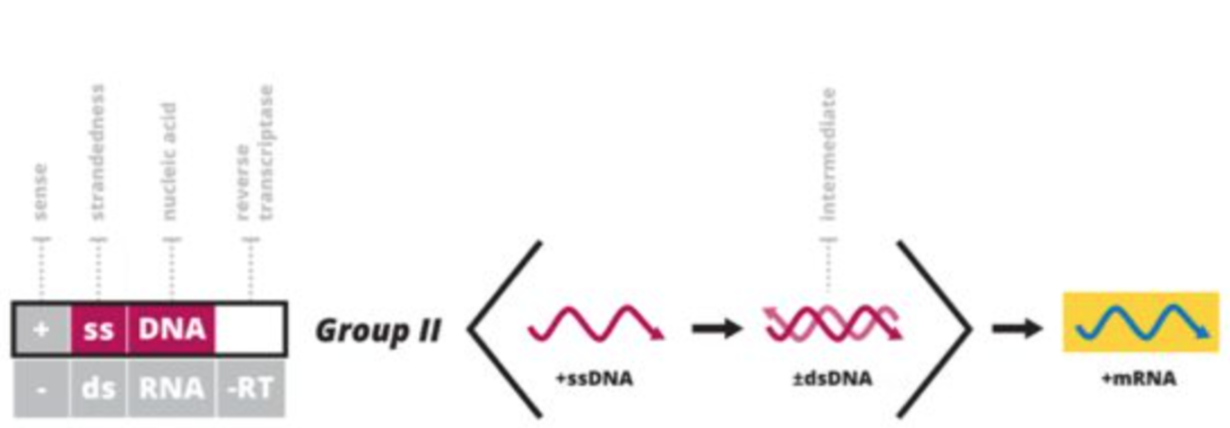 sense
strandedness
nucleic acid
reverse
transcriptase
intermediate
+ ss DNA
Group II
- ds RNA -RT
+ssDNA
±dsDNA
+mRNA